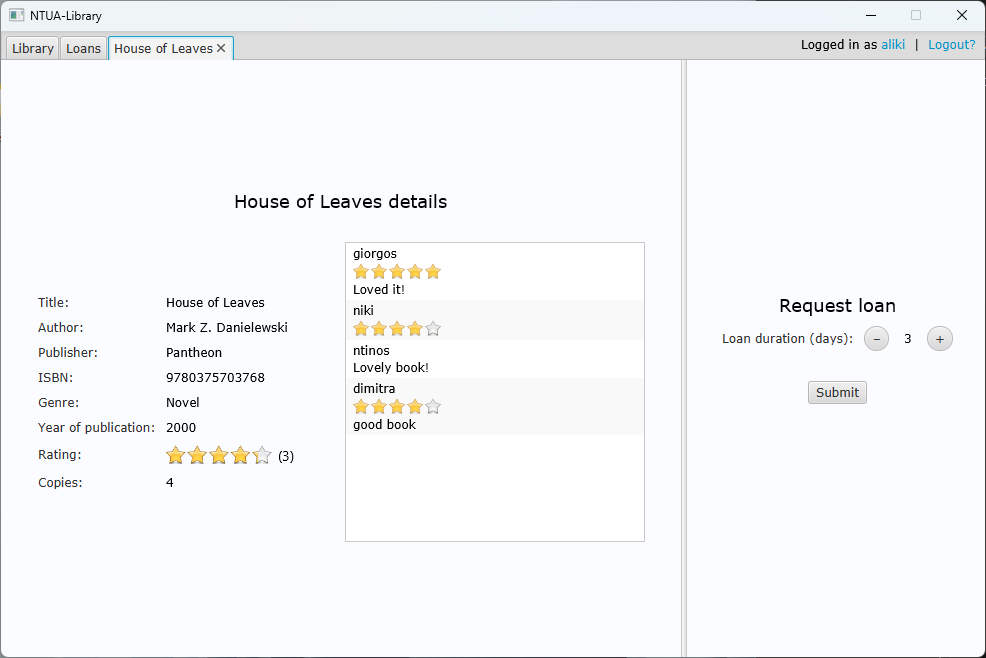 NTUA-Library
Library Loans House of Leaves Logged in as aliki | Logout?
House of Leaves details
Title: House of Leaves
Author: Mark Z. Danielewski
Publisher: Pantheon
ISBN: 9780375703768
Genre: Novel
Year of publication: 2000
Rating: (3)
Copies: 4
giorgos
Loved it!
niki
ntinos
Lovely book!
dimitra
good book
Request loan
Loan duration (days): - 3 +
Submit